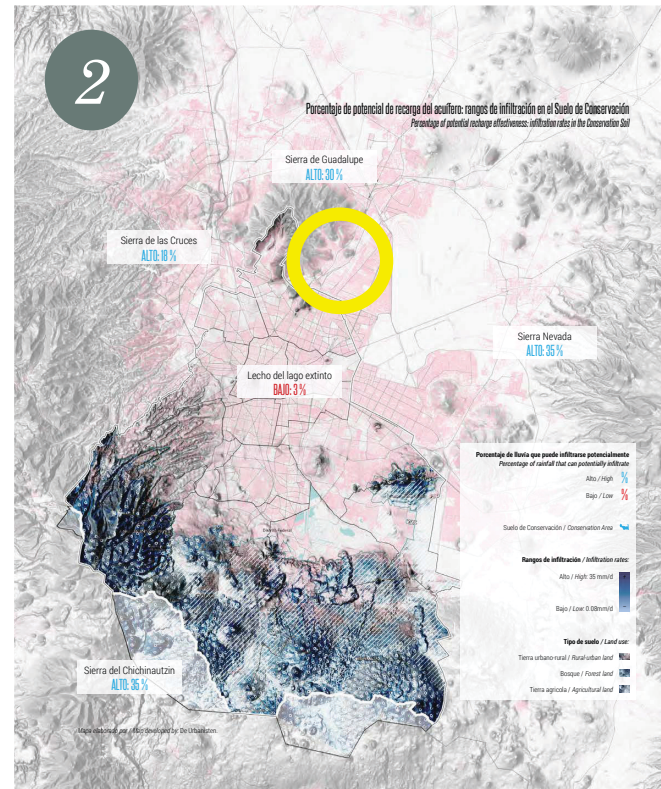 2
Porcentaje de potencial de recarga del acuífero: rangos de infiltración en el Suelo de Conservación
Percentage of potential recharge effectiveness: infiltration rates in the Conservation Soil
Sierra de Guadalupe
ALTO: 30 %
Sierra de las Cruces
ALTO: 18 %
Sierra Nevada
ALTO: 35 %
Lecho del lago extinto
BAJO: 3 %
Porcentaje de lluvia que puede infiltrarse potencialmente
Percentage of rainfall that can potentially infiltrate
Alto / High %
Bajo / Low %
Suelo de Conservación / Conservation Area
Rangos de infiltración / Infiltration rates:
Alto / High: 35 mm/d
Bajo / Low: 0.08mm/d
Tipo de suelo / Land use:
Tierra urbano-rural / Rural-urban land
Bosque / Forest land
Tierra agrícola / Agricultural land
Sierra del Chichinautzin
ALTO: 35 %
Mapa elaborado por / Map developed by: De Urbanisten.